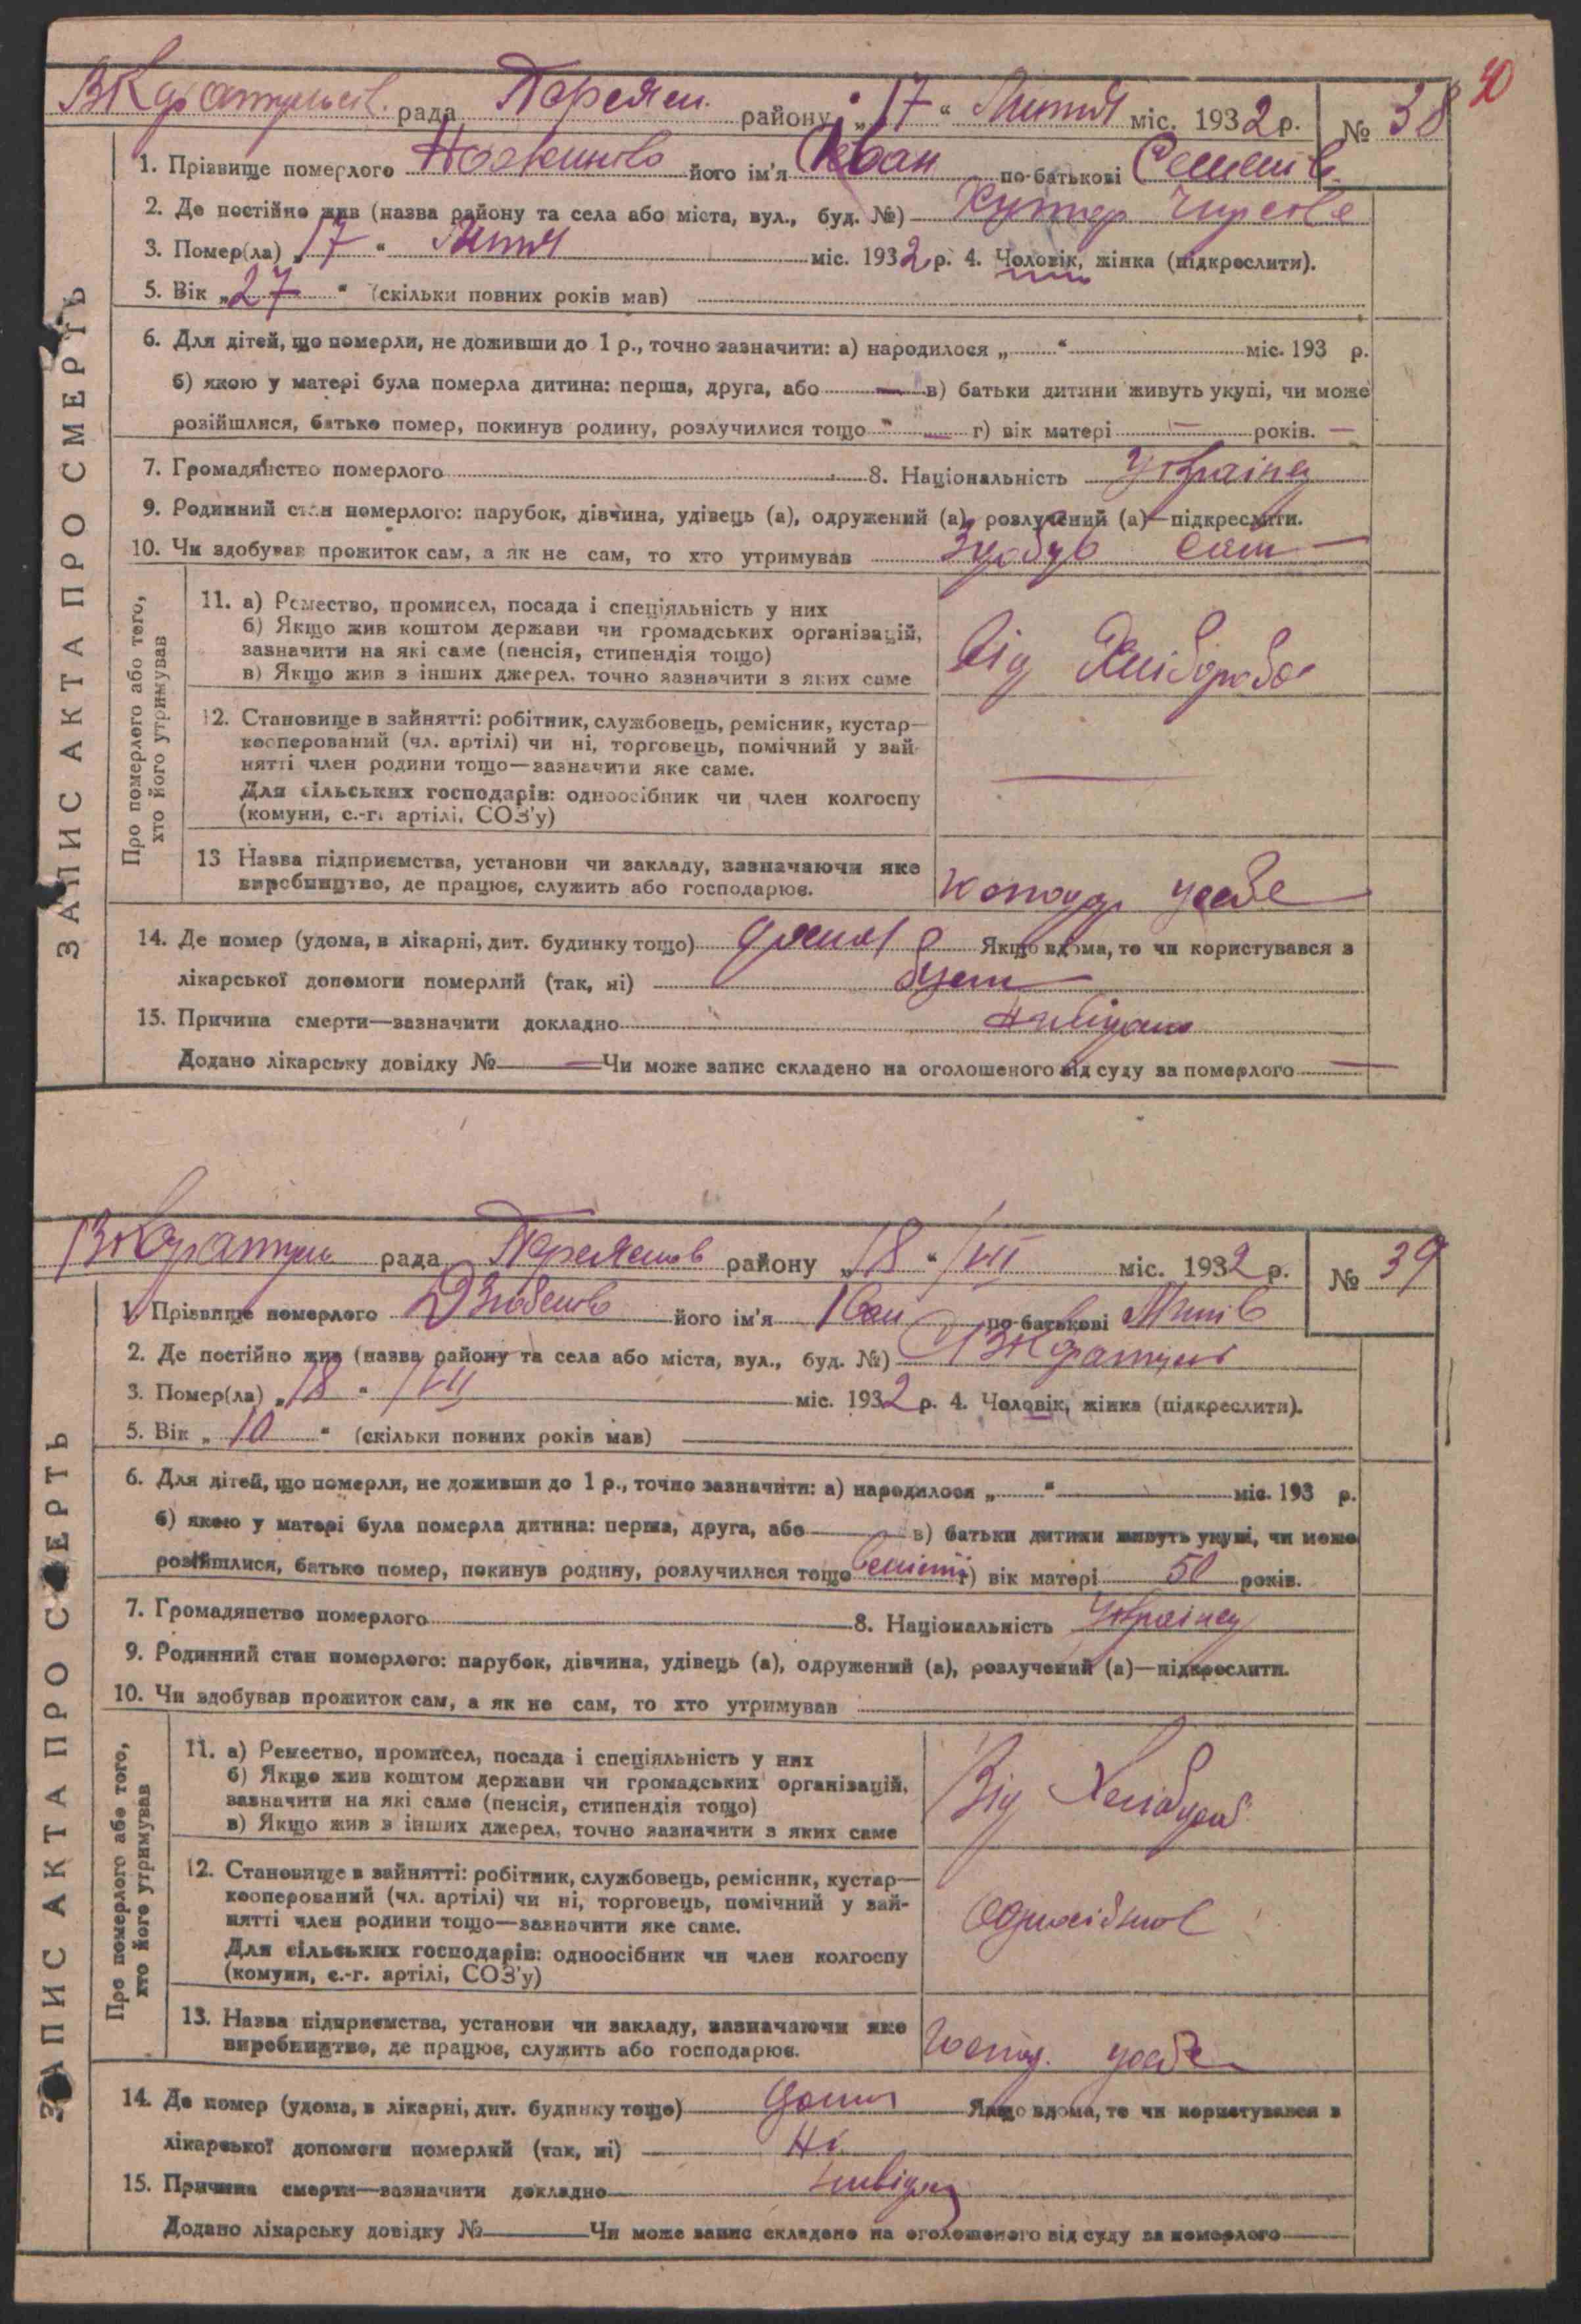 40
рада району „17“ Липня міс. 1932 р. № 38
1. Прізвище померлого його ім'я Іван по-батькові
2. Де постійно жив (назва району та села або міста, вул., буд. №) Хутор
3. Помер(ла) „17“ Липня міс. 1932 р. 4. Чоловік, жінка (підкреслити).
5. Вік „27“ (скільки повних років мав)
6. Для дітей, що померли, не доживши до 1 р., точно зазначити: а) народилося „ “ міс. 193 р.
б) якою у матері була померла дитина: перша, друга, або — в) батьки дитини живуть укупі, чи може
розійшлися, батько помер, покинув родину, розлучилися тощо — г) вік матері — років. —
7. Громадянство померлого 8. Національність Україн
9. Родинний стан померлого: парубок, дівчина, удівець (а), одружений (а), розлучений (а)—підкреслити.
10. Чи здобував прожиток сам, а як не сам, то хто утримував Здобув сам —
ЗАПИС АКТА ПРО СМЕРТЬ
Про померлого або того, хто його утримував
11. а) Ремество, промисел, посада і спеціяльність у них
б) Якщо жив коштом держави чи громадських організацій,
зазначити на які саме (пенсія, стипендія тощо)
в) Якщо жив з інших джерел, точно зазначити з яких саме
від
12. Становище в зайнятті: робітник, службовець, ремісник, кустар—
кооперований (чл. артілі) чи ні, торговець, помічний у зай-
нятті член родини тощо—зазначити яке саме.
Для сільських господарів: одноосібник чи член колгоспу
(комуни, с.-г. артілі, СОЗ'у)
—
13 Назва підприємства, установи чи закладу, зазначаючи яке
виробництво, де працює, служить або господарює.
14. Де помер (удома, в лікарні, дит. будинку тощо) дома Якщо вдома, то чи користувався з
лікарської допомоги померлий (так, ні)
15. Причина смерти—зазначити докладно
Додано лікарську довідку № — Чи може запис складено на оголошеного від суду за померлого —
рада району „18“ VII міс. 1932 р. № 39
1. Прізвище померлого його ім'я Іван по-батькові
2. Де постійно жив (назва району та села або міста, вул., буд. №)
3. Помер(ла) „18“ VII міс. 1932 р. 4. Чоловік, жінка (підкреслити).
5. Вік „10“ (скільки повних років мав)
6. Для дітей, що померли, не доживши до 1 р., точно зазначити: а) народилося „ “ міс. 193 р.
б) якою у матері була померла дитина: перша, друга, або в) батьки дитини живуть укупі, чи може
розійшлися, батько помер, покинув родину, розлучилися тощо г) вік матері 50 років.
7. Громадянство померлого 8. Національність Українец
9. Родинний стан померлого: парубок, дівчина, удівець (а), одружений (а), розлучений (а)—підкреслити.
10. Чи здобував прожиток сам, а як не сам, то хто утримував
ЗАПИС АКТА ПРО СМЕРТЬ
Про померлого або того, хто його утримував
11. а) Ремество, промисел, посада і спеціяльність у них
б) Якщо жив коштом держави чи громадських організацій,
зазначити на які саме (пенсія, стипендія тощо)
в) Якщо жив з інших джерел, точно зазначити з яких саме
Від
12. Становище в зайнятті: робітник, службовець, ремісник, кустар—
кооперований (чл. артілі) чи ні, торговець, помічний у зай-
нятті член родини тощо—зазначити яке саме.
Для сільських господарів: одноосібник чи член колгоспу
(комуни, с.-г. артілі, СОЗ'у)
13. Назва підприємства, установи чи закладу, зазначаючи яке
виробництво, де працює, служить або господарює.
14. Де помер (удома, в лікарні, дит. будинку тощо) дома Якщо вдома, то чи користувався з
лікарської допомоги померлий (так, ні) Ні
15. Причина смерти—зазначити докладно
Додано лікарську довідку № Чи може запис складено на оголошеного від суду за померлого